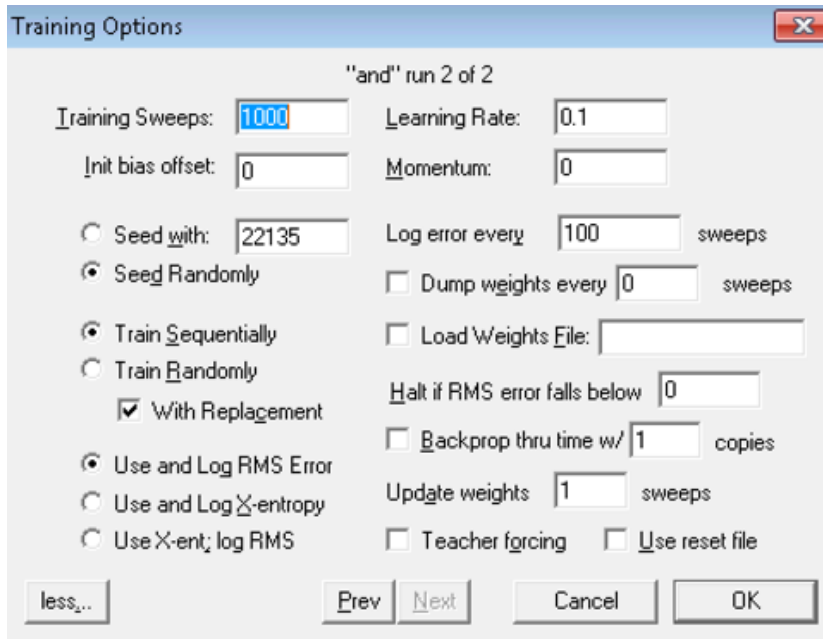 Training Options
"and" run 2 of 2
Training Sweeps: 1000 Learning Rate: 0.1
Init bias offset: 0 Momentum: 0
Seed with: 22135 Log error every 100 sweeps
Seed Randomly
Dump weights every 0 sweeps
Train Sequentially Load Weights File:
Train Randomly
Halt if RMS error falls below 0
With Replacement
Backprop thru time w/ 1 copies
Use and Log RMS Error
Update weights 1 sweeps
Use and Log X-entropy
Use X-ent; log RMS Teacher forcing Use reset file
less... Prev Next Cancel OK